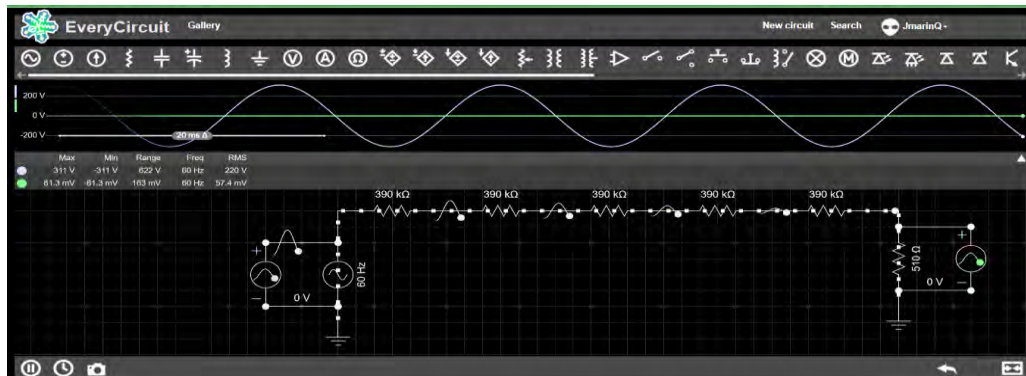 EveryCircuit Gallery New circuit Search JmarinQ
200 V
0 V
-200 V 20 ms Δ
Max Min Range Freq RMS
311 V -311 V 622 V 60 Hz 220 V
81.3 mV -81.3 mV 163 mV 60 Hz 57.4 mV
390 kΩ 390 kΩ 390 kΩ 390 kΩ 390 kΩ
+ +
60 Hz
510 Ω
− 0 V
0 V −